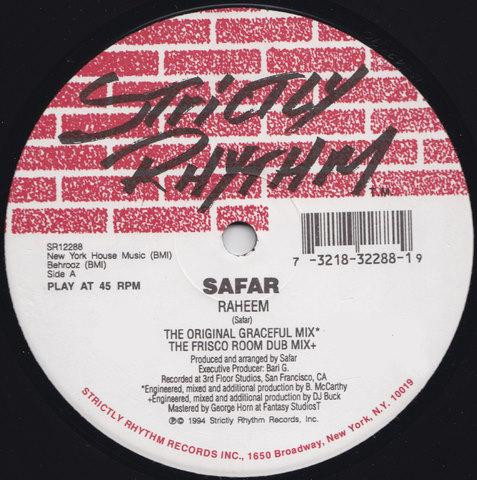 STRICTLY
RHYTHM
T.M.
SR12288
New York House Music (BMI)
Behrooz (BMI)
Side A
PLAY AT 45 RPM
7 -3218-32288-1 9
SAFAR
RAHEEM
(Safar)
THE ORIGINAL GRACEFUL MIX*
THE FRISCO ROOM DUB MIX+
Produced and arranged by Safar
Executive Producer: Bari G.
Recorded at 3rd Floor Studios, San Francisco, CA
*Engineered, mixed and additional production by B. McCarthy
+Engineered, mixed and additional production by DJ Buck
Mastered by George Horn at Fantasy StudiosT
℗© 1994 Strictly Rhythm Records, Inc.
STRICTLY RHYTHM RECORDS INC., 1650 Broadway, New York, N.Y. 10019